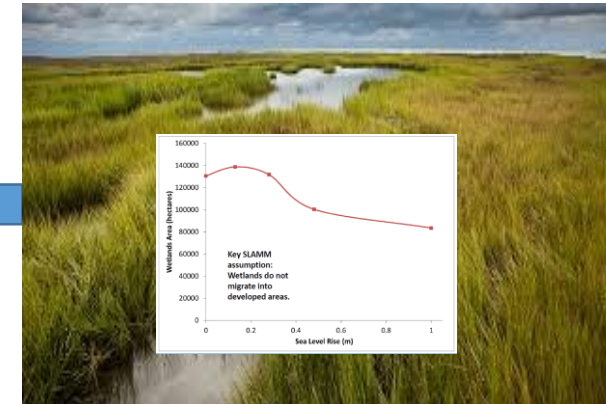 160000
140000
120000
100000
80000
60000
40000
20000
0
Wetlands Area (hectares)
Key SLAMM
assumption:
Wetlands do not
migrate into
developed areas.
0 0.2 0.4 0.6 0.8 1
Sea Level Rise (m)